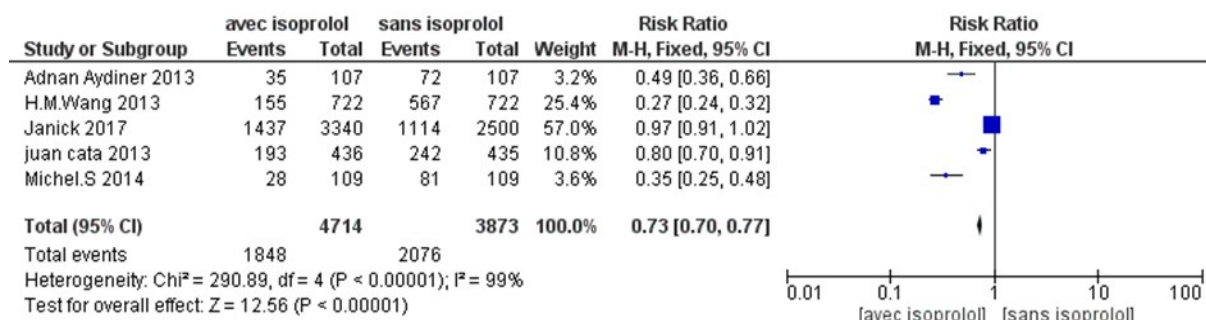 avec isoprolol sans isoprolol Risk Ratio Risk Ratio
Study or Subgroup Events Total Events Total Weight M-H, Fixed, 95% CI M-H, Fixed, 95% CI
Adnan Aydiner 2013 35 107 72 107 3.2% 0.49 [0.36, 0.66]
H.M.Wang 2013 155 722 567 722 25.4% 0.27 [0.24, 0.32]
Janick 2017 1437 3340 1114 2500 57.0% 0.97 [0.91, 1.02]
juan cata 2013 193 436 242 435 10.8% 0.80 [0.70, 0.91]
Michel.S 2014 28 109 81 109 3.6% 0.35 [0.25, 0.48]
Total (95% CI) 4714 3873 100.0% 0.73 [0.70, 0.77]
Total events 1848 2076
Heterogeneity: Chi² = 290.89, df = 4 (P < 0.00001); I² = 99%
Test for overall effect: Z = 12.56 (P < 0.00001)
0.01 0.1 1 10 100
[avec isoprolol] [sans isoprolol]